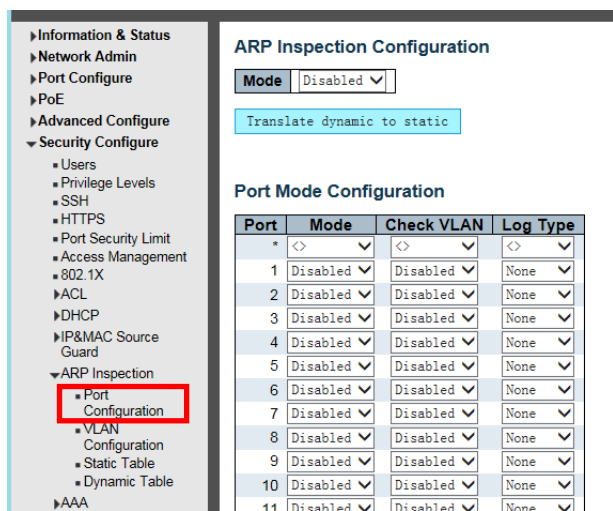 Information & Status
Network Admin
Port Configure
PoE
Advanced Configure
Security Configure
Users
Privilege Levels
SSH
HTTPS
Port Security Limit
Access Management
802.1X
ACL
DHCP
IP&MAC Source
Guard
ARP Inspection
Port
Configuration
VLAN
Configuration
Static Table
Dynamic Table
AAA
ARP Inspection Configuration
Mode Disabled
Translate dynamic to static
Port Mode Configuration
Port Mode Check VLAN Log Type
* <> <> <>
1 Disabled Disabled None
2 Disabled Disabled None
3 Disabled Disabled None
4 Disabled Disabled None
5 Disabled Disabled None
6 Disabled Disabled None
7 Disabled Disabled None
8 Disabled Disabled None
9 Disabled Disabled None
10 Disabled Disabled None
11 Disabled Disabled None